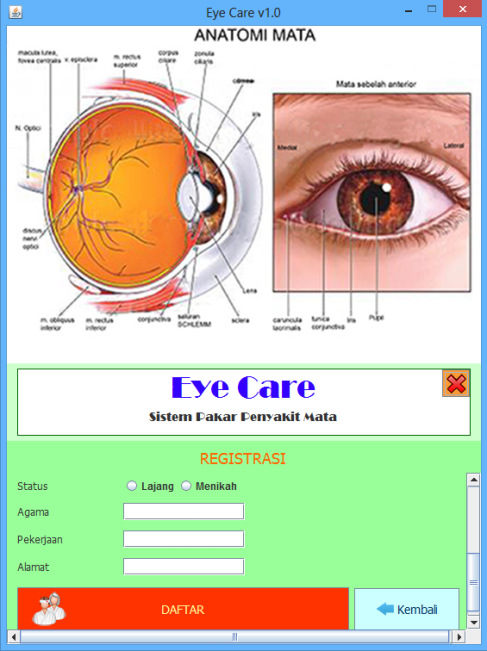 Eye Care v1.0
ANATOMI MATA
macula lutea,
fovea centralis
v. episclera
m. rectus
superior
corpus
ciliare
zonula
ciliaris
cornea
iris
N. Optici
discus
nervi
optici
m. obliquus
inferior
m. rectus
inferior
conjunctiva
saluran
SCHLEMM
sclera
Lens
Mata sebelah anterior
Medial
Lateral
caruncula
lacrimalis
tunica
conjunctiva
Iris
Pupil
Eye Care
Sistem Pakar Penyakit Mata
REGISTRASI
Status
Lajang
Menikah
Agama
Pekerjaan
Alamat
DAFTAR
Kembali